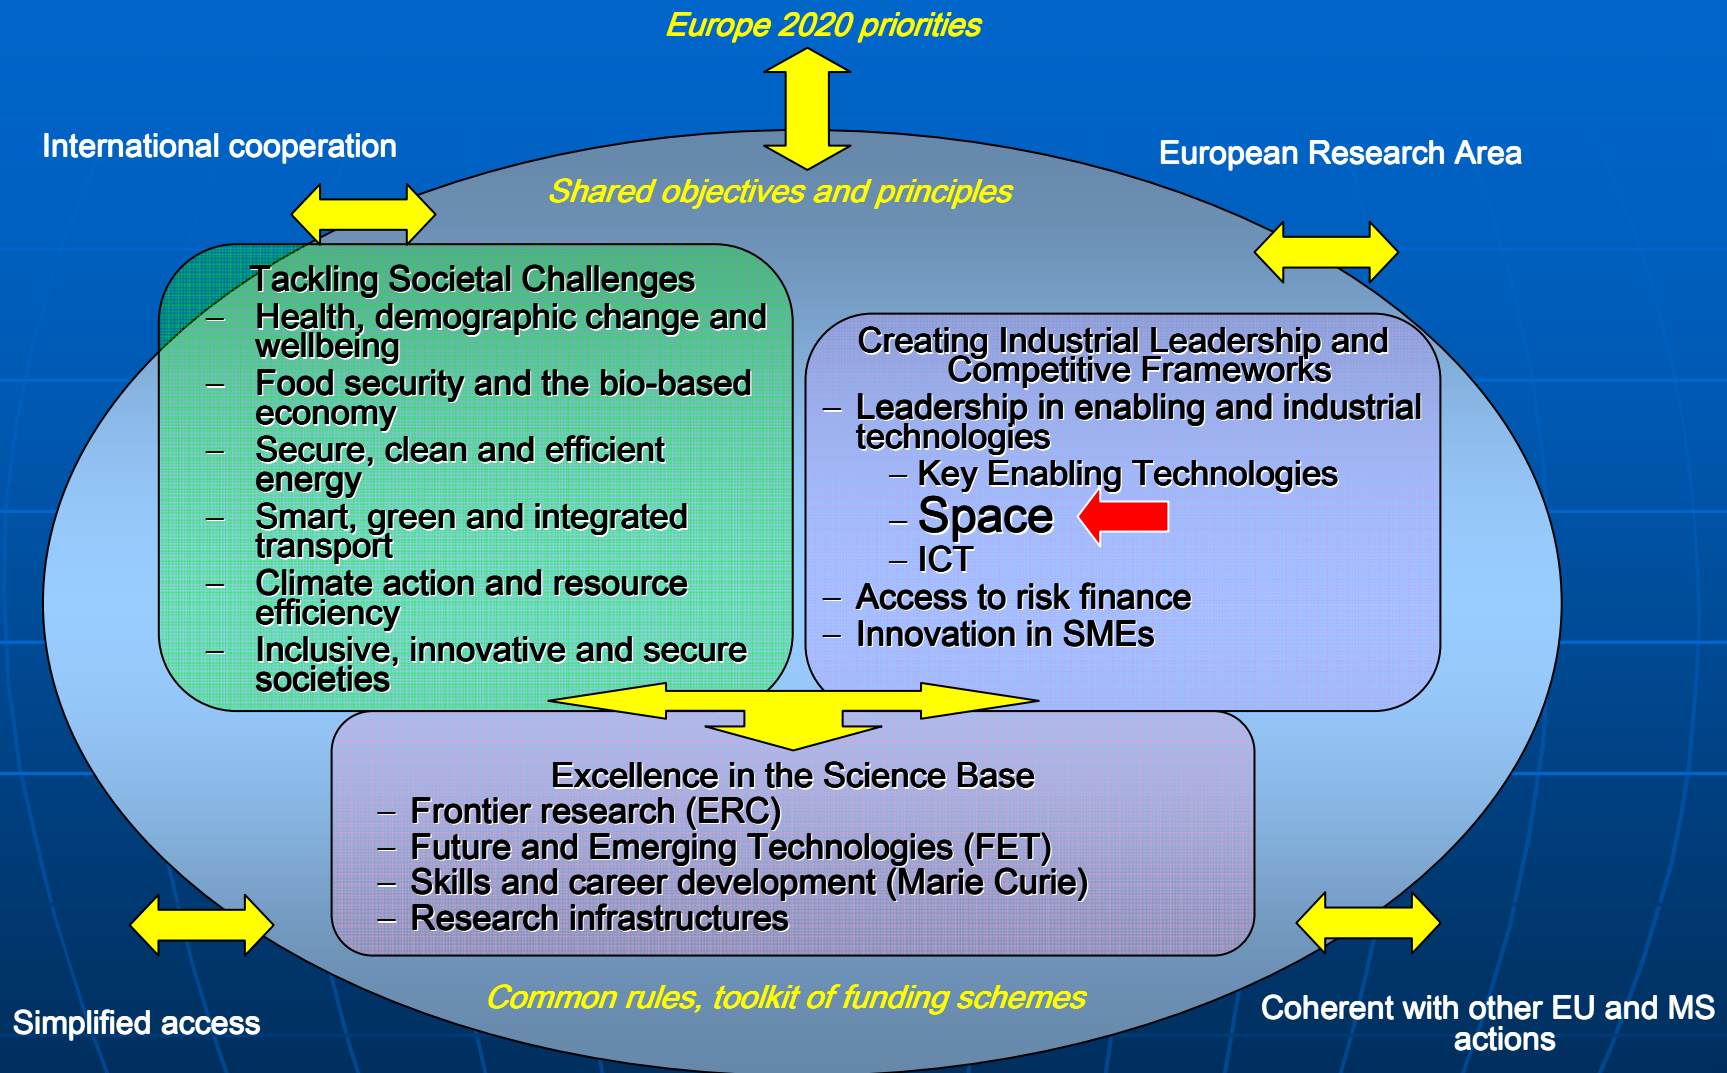 Europe 2020 priorities
International cooperation
European Research Area
Shared objectives and principles
Tackling Societal Challenges
– Health, demographic change and
wellbeing
– Food security and the bio-based
economy
– Secure, clean and efficient
energy
– Smart, green and integrated
transport
– Climate action and resource
efficiency
– Inclusive, innovative and secure
societies
Creating Industrial Leadership and
Competitive Frameworks
– Leadership in enabling and industrial
technologies
– Key Enabling Technologies
– Space
– ICT
– Access to risk finance
– Innovation in SMEs
Excellence in the Science Base
– Frontier research (ERC)
– Future and Emerging Technologies (FET)
– Skills and career development (Marie Curie)
– Research infrastructures
Common rules, toolkit of funding schemes
Simplified access
Coherent with other EU and MS
actions